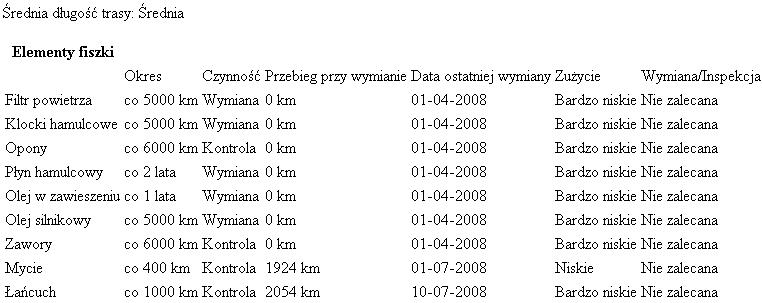 Średnia długość trasy: Średnia
Elementy fiszki
Okres Czynność Przebieg przy wymianie Data ostatniej wymiany Zużycie Wymiana/Inspekcja
Filtr powietrza co 5000 km Wymiana 0 km 01-04-2008 Bardzo niskie Nie zalecana
Klocki hamulcowe co 5000 km Wymiana 0 km 01-04-2008 Bardzo niskie Nie zalecana
Opony co 6000 km Kontrola 0 km 01-04-2008 Bardzo niskie Nie zalecana
Płyn hamulcowy co 2 lata Wymiana 0 km 01-04-2008 Bardzo niskie Nie zalecana
Olej w zawieszeniu co 1 lata Wymiana 0 km 01-04-2008 Bardzo niskie Nie zalecana
Olej silnikowy co 5000 km Wymiana 0 km 01-04-2008 Bardzo niskie Nie zalecana
Zawory co 6000 km Kontrola 0 km 01-04-2008 Bardzo niskie Nie zalecana
Mycie co 400 km Kontrola 1924 km 01-07-2008 Niskie Nie zalecana
Łańcuch co 1000 km Kontrola 2054 km 10-07-2008 Bardzo niskie Nie zalecana